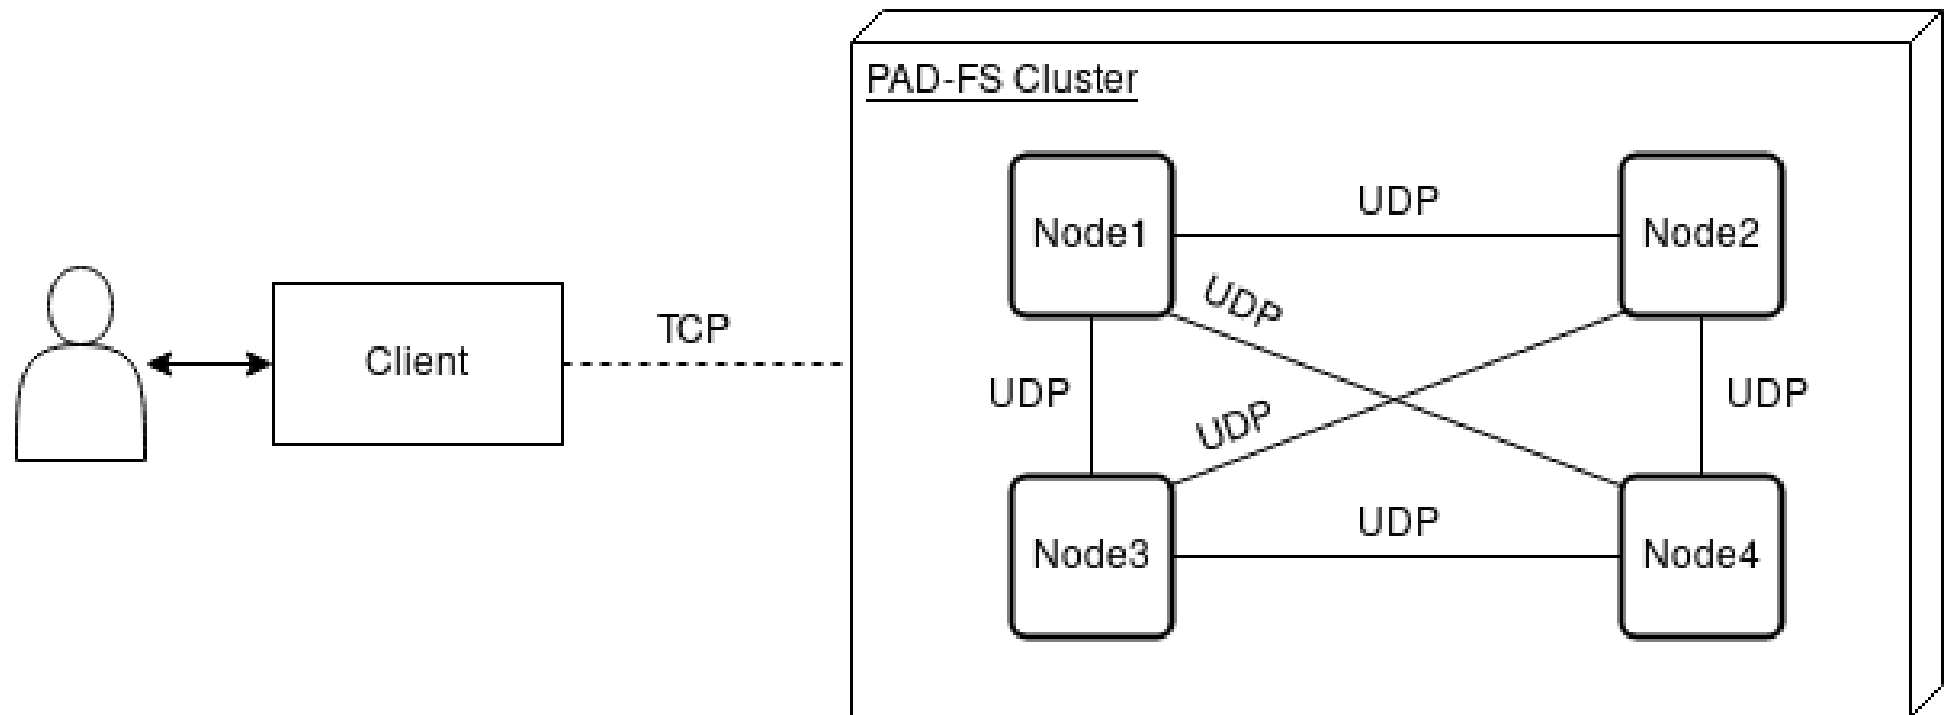 PAD-FS Cluster
UDP
Node1
Node2
UDP
TCP
Client
UDP
UDP
UDP
UDP
Node3
Node4